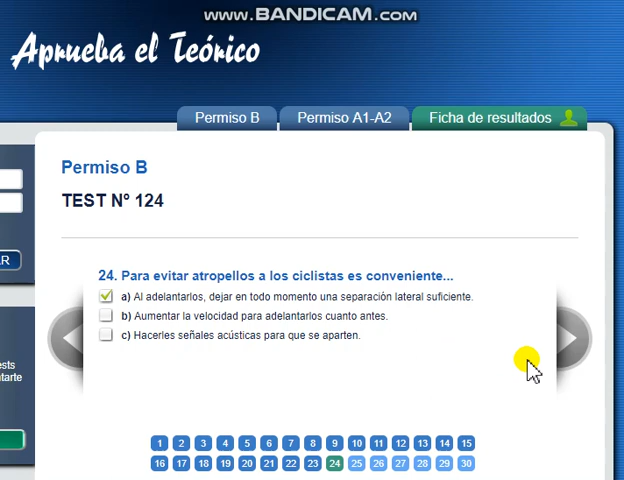 www.BANDICAM.com
Aprueba el Teórico
Permiso B
Permiso A1-A2
Ficha de resultados
Permiso B
TEST Nº 124
24. Para evitar atropellos a los ciclistas es conveniente...
a) Al adelantarlos, dejar en todo momento una separación lateral suficiente.
b) Aumentar la velocidad para adelantarlos cuanto antes.
c) Hacerles señales acústicas para que se aparten.
1 2 3 4 5 6 7 8 9 10 11 12 13 14 15
16 17 18 19 20 21 22 23 24 25 26 27 28 29 30